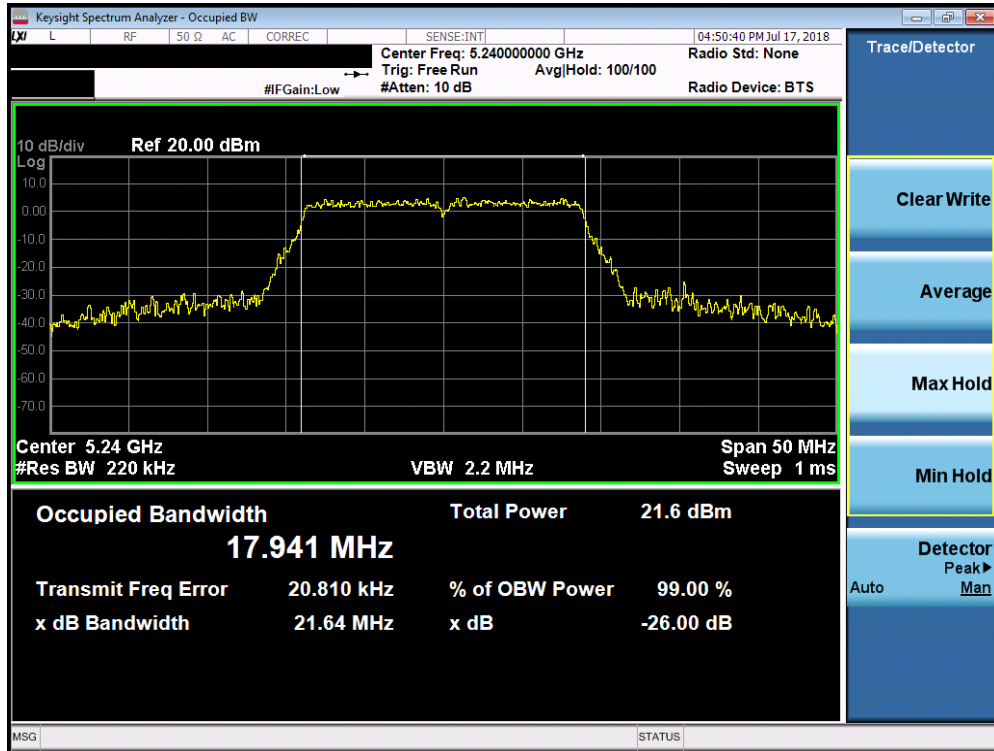 Keysight Spectrum Analyzer - Occupied BW
LXI L RF 50 Ω AC CORREC SENSE:INT 04:50:40 PM Jul 17, 2018
Center Freq: 5.240000000 GHz Radio Std: None
Trig: Free Run Avg|Hold: 100/100
#IFGain:Low #Atten: 10 dB Radio Device: BTS
Trace/Detector
10 dB/div Ref 20.00 dBm
Log
10.0
0.00
-10.0
-20.0
-30.0
-40.0
-50.0
-60.0
-70.0
Center 5.24 GHz Span 50 MHz
#Res BW 220 kHz VBW 2.2 MHz Sweep 1 ms
Occupied Bandwidth Total Power 21.6 dBm
17.941 MHz
Transmit Freq Error 20.810 kHz % of OBW Power 99.00 %
x dB Bandwidth 21.64 MHz x dB -26.00 dB
Clear Write
Average
Max Hold
Min Hold
Detector
Peak▶
Auto Man
MSG STATUS